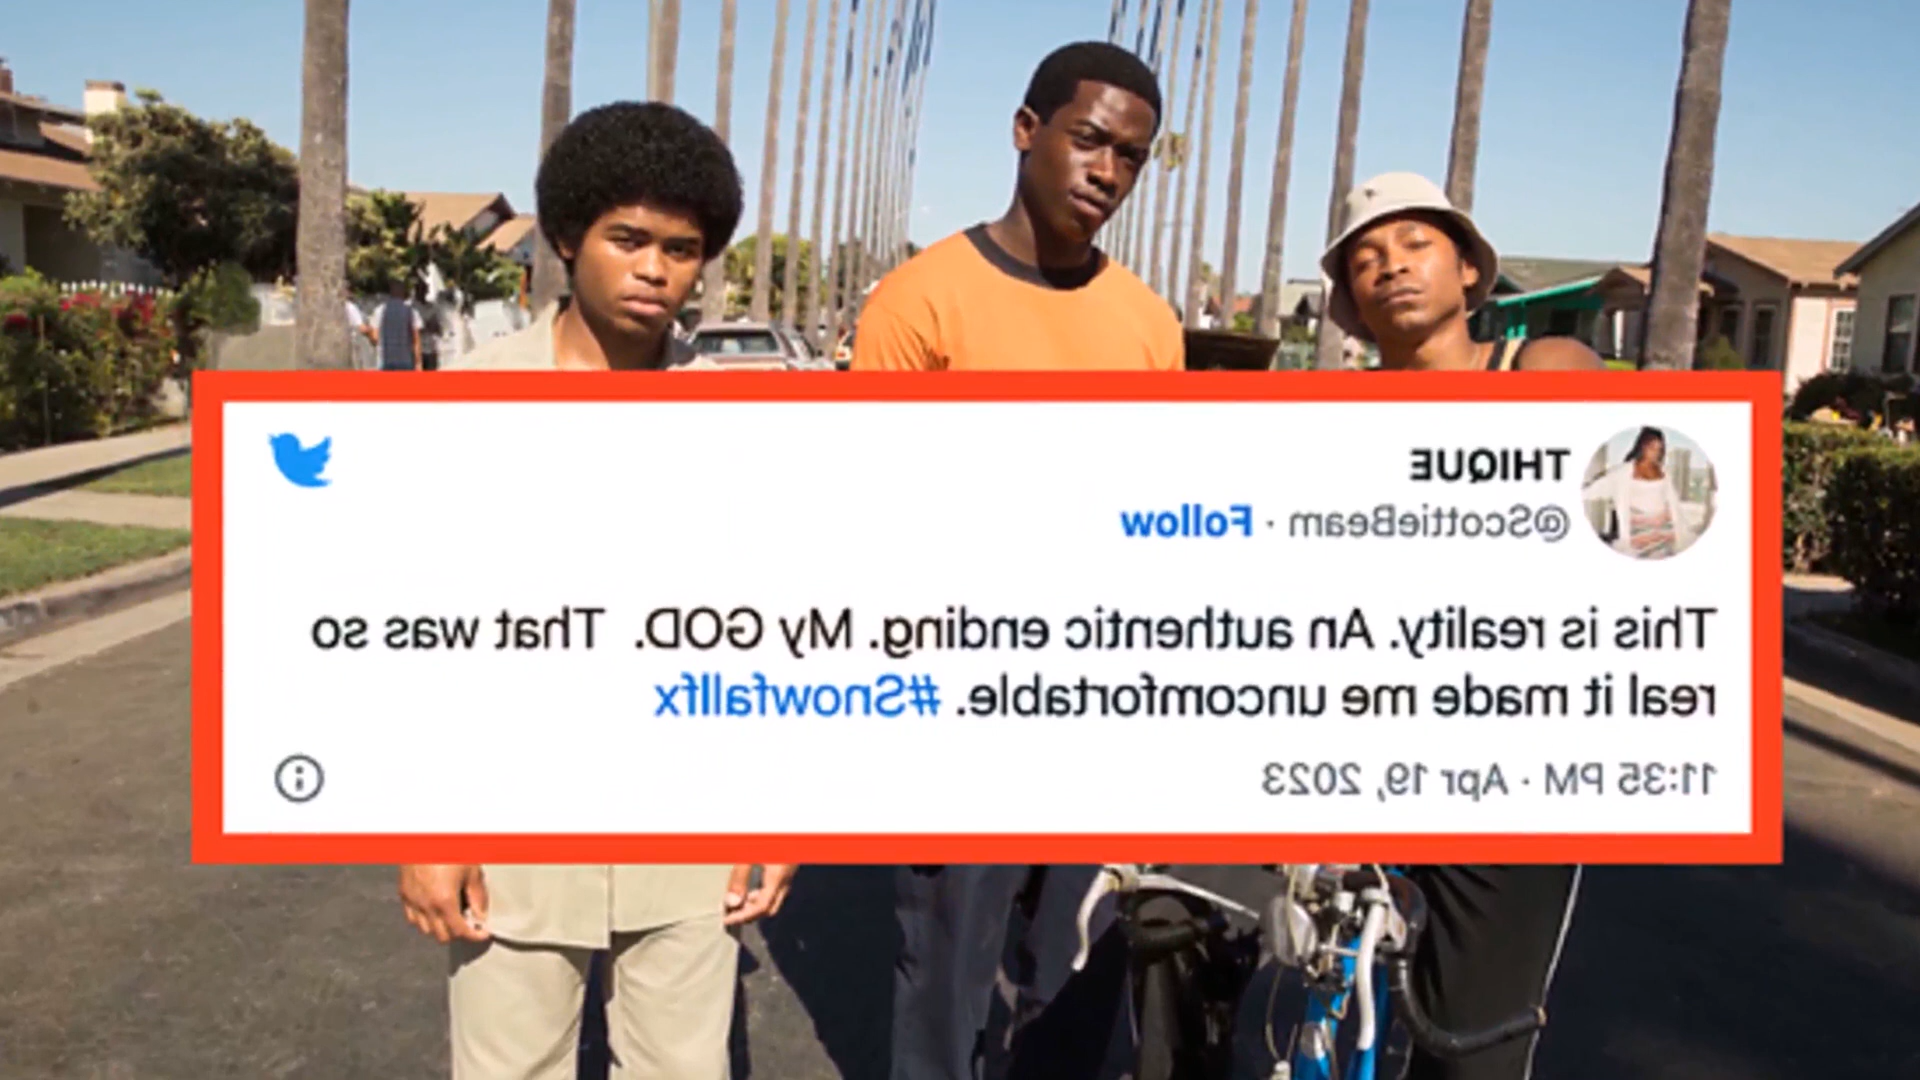 THIQUE
@ScottieBeam · Follow
This is reality. An authentic ending. My GOD. That was so
real it made me uncomfortable. #Snowfallfx
11:35 PM · Apr 19, 2023